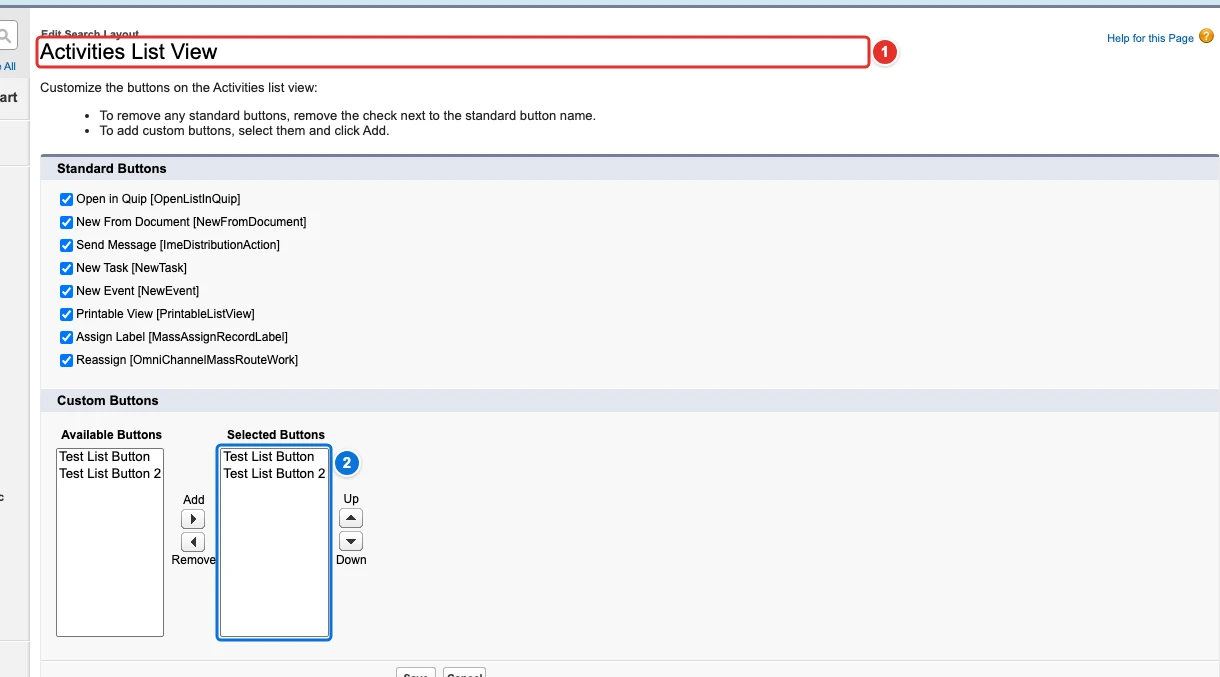 Edit Search Layout
Activities List View
1
Help for this Page ?
All
art
Customize the buttons on the Activities list view:
• To remove any standard buttons, remove the check next to the standard button name.
• To add custom buttons, select them and click Add.
Standard Buttons
Open in Quip [OpenListInQuip]
New From Document [NewFromDocument]
Send Message [ImeDistributionAction]
New Task [NewTask]
New Event [NewEvent]
Printable View [PrintableListView]
Assign Label [MassAssignRecordLabel]
Reassign [OmniChannelMassRouteWork]
Custom Buttons
Available Buttons
Selected Buttons
Test List Button
Test List Button 2
Test List Button
Test List Button 2
2
c
Add
Remove
Up
Down
Save
Cancel